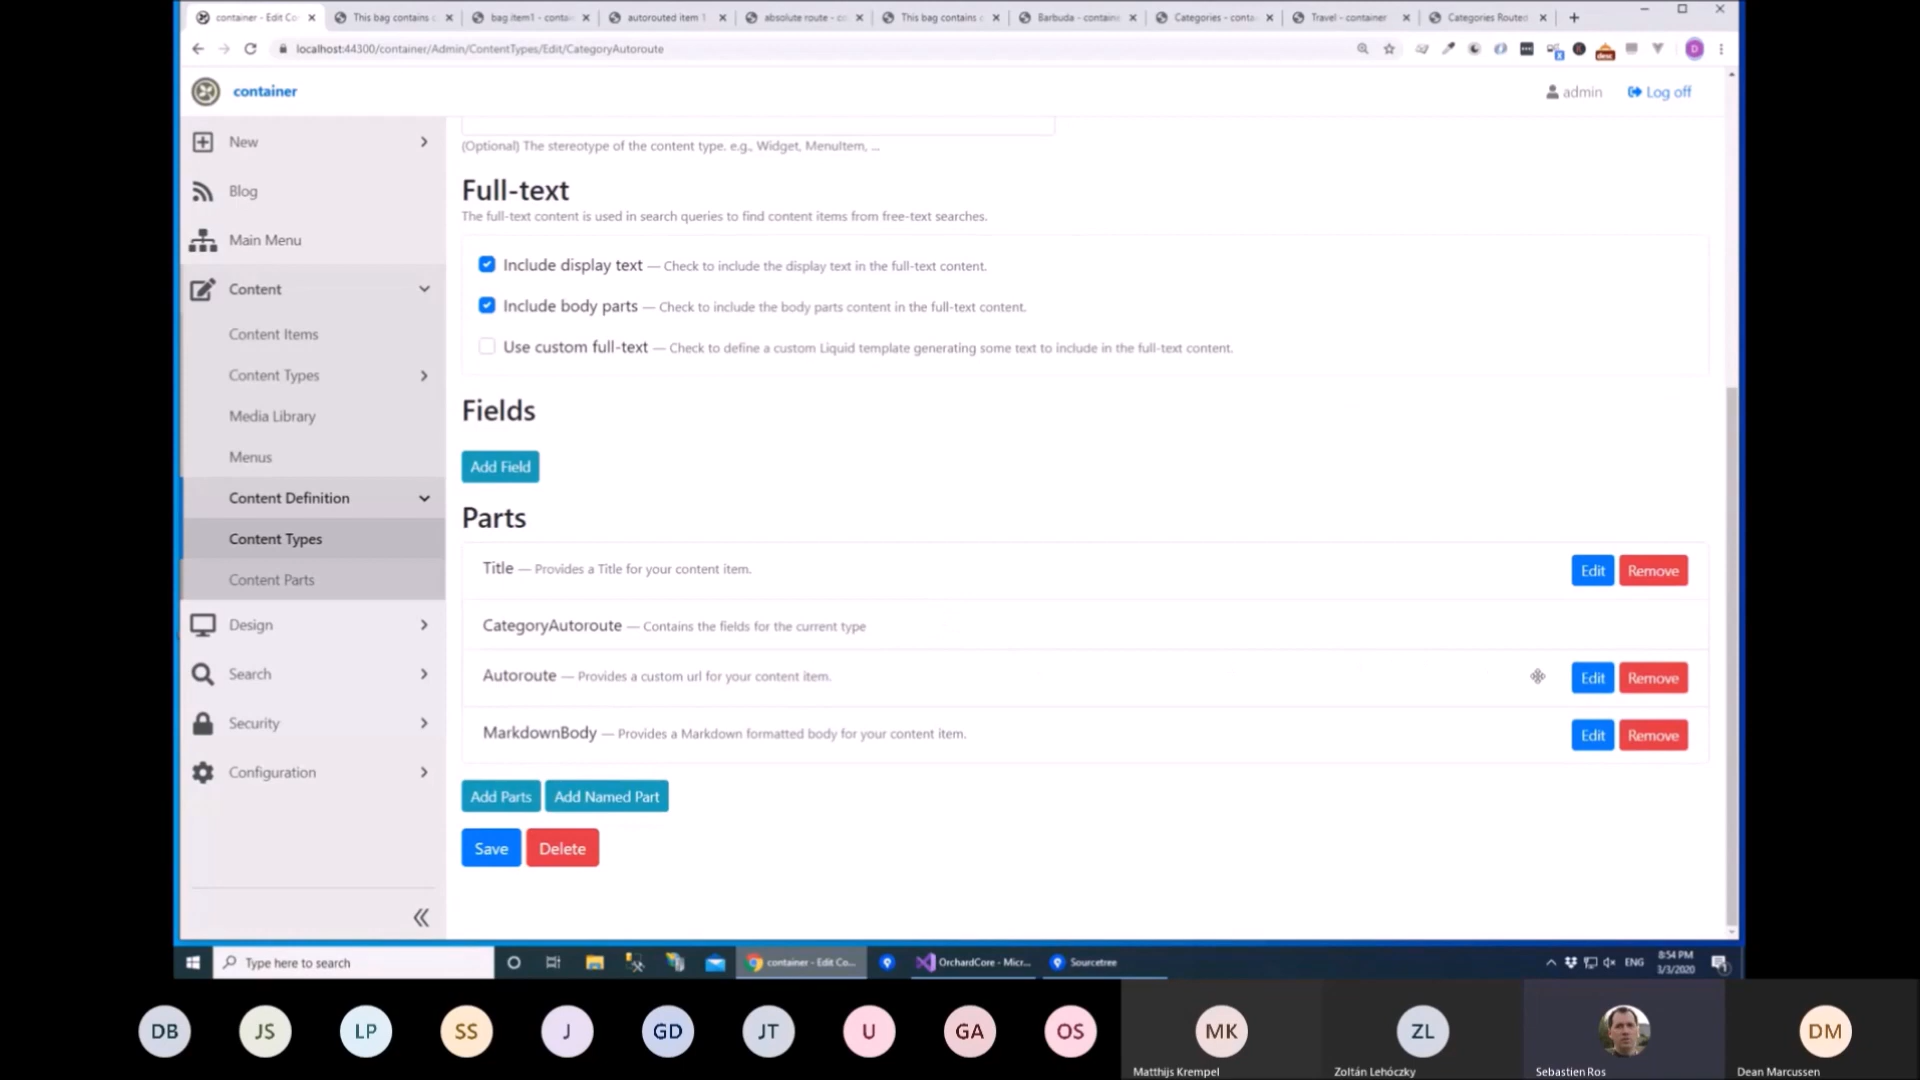 container - Edit Co
This bag contains
bag item1 - contai
autorouted item 1
absolute route - co
This bag contains
Barbuda - containe
Categories - conta
Travel - container
Categories Routed
localhost:44300/container/Admin/ContentTypes/Edit/CategoryAutoroute
D
container
admin
Log off
New
Blog
Main Menu
Content
Content Items
Content Types
Media Library
Menus
Content Definition
Content Types
Content Parts
Design
Search
Security
Configuration
(Optional) The stereotype of the content type. e.g., Widget, MenuItem, ...
Full-text
The full-text content is used in search queries to find content items from free-text searches.
Include display text — Check to include the display text in the full-text content.
Include body parts — Check to include the body parts content in the full-text content.
Use custom full-text — Check to define a custom Liquid template generating some text to include in the full-text content.
Fields
Add Field
Parts
Title — Provides a Title for your content item.
Edit Remove
CategoryAutoroute — Contains the fields for the current type
Autoroute — Provides a custom url for your content item.
Edit Remove
MarkdownBody — Provides a Markdown formatted body for your content item.
Edit Remove
Add Parts Add Named Part
Save Delete
Type here to search
container - Edit Co...
OrchardCore - Micr...
Sourcetree
ENG
8:54 PM
3/3/2020
DB
JS
LP
SS
J
GD
JT
U
GA
OS
MK
Matthijs Krempel
ZL
Zoltán Lehóczky
Sebastien Ros
DM
Dean Marcussen